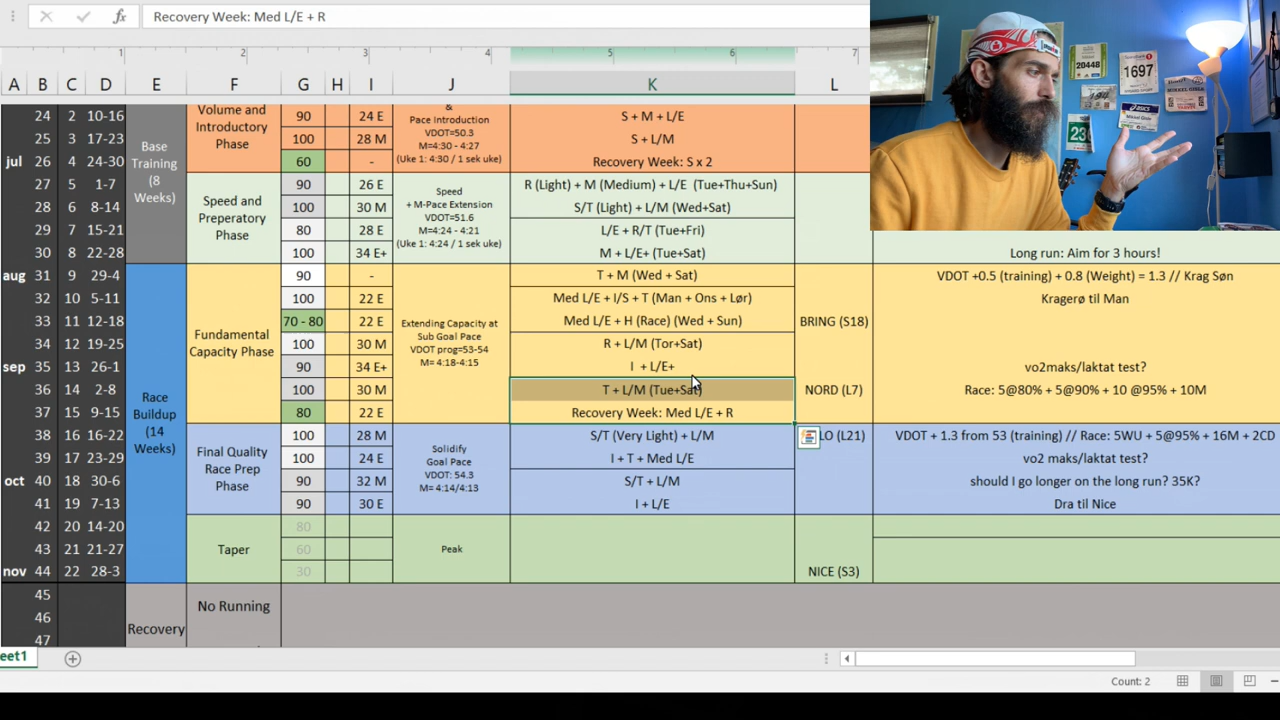 Recovery Week: Med L/E + R
1 2 3 4 5 6 7
A B C D E F G H I J K L
24 2 10-16 Volume and Introductory Phase 90 24 E & Pace Introduction S + M + L/E
25 3 17-23 100 28 M VDOT=50.3 M=4:30 - 4:27 S + L/M
jul 26 4 24-30 60 - (Uke 1: 4:30 / 1 sek uke) Recovery Week: S x 2
Base Training (8 Weeks)
27 5 1-7 Speed and Preperatory Phase 90 26 E Speed + M-Pace Extension R (Light) + M (Medium) + L/E (Tue+Thu+Sun)
28 6 8-14 100 30 M VDOT=51.6 S/T (Light) + L/M (Wed+Sat)
29 7 15-21 80 28 E M=4:24 - 4:21 L/E + R/T (Tue+Fri)
30 8 22-28 100 34 E+ (Uke 1: 4:24 / 1 sek uke) M + L/E+ (Tue+Sat) Long run: Aim for 3 hours!
aug 31 9 29-4 90 - T + M (Wed + Sat) VDOT +0.5 (training) + 0.8 (Weight) = 1.3 // Krag Søn
32 10 5-11 100 22 E Med L/E + I/S + T (Man + Ons + Lør) Kragerø til Man
33 11 12-18 Fundamental Capacity Phase 70 - 80 22 E Extending Capacity at Sub Goal Pace Med L/E + H (Race) (Wed + Sun) BRING (S18)
34 12 19-25 100 30 M VDOT prog=53-54 R + L/M (Tor+Sat)
sep 35 13 26-1 90 34 E+ M= 4:18-4:15 I + L/E+ vo2maks/laktat test?
36 14 2-8 100 30 M T + L/M (Tue+Sat) NORD (L7) Race: 5@80% + 5@90% + 10 @95% + 10M
37 15 9-15 80 22 E Recovery Week: Med L/E + R
Race Buildup (14 Weeks)
38 16 16-22 Final Quality Race Prep Phase 100 28 M Solidify Goal Pace S/T (Very Light) + L/M LO (L21) VDOT + 1.3 from 53 (training) // Race: 5WU + 5@95% + 16M + 2CD
39 17 23-29 100 24 E VDOT: 54.3 I + T + Med L/E vo2 maks/laktat test?
oct 40 18 30-6 90 32 M M= 4:14/4:13 S/T + L/M should I go longer on the long run? 35K?
41 19 7-13 90 30 E I + L/E Dra til Nice
42 20 14-20 80
43 21 21-27 Taper 60 Peak
nov 44 22 28-3 30 NICE (S3)
45 No Running
46
47 Recovery
eet1
Count: 2
20448
1697